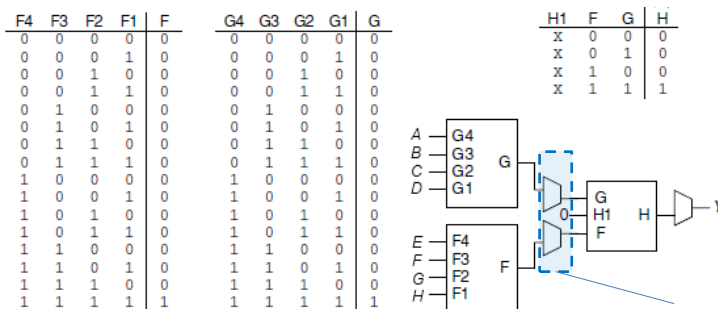 F4 F3 F2 F1 F
0 0 0 0 0
0 0 0 1 0
0 0 1 0 0
0 0 1 1 0
0 1 0 0 0
0 1 0 1 0
0 1 1 0 0
0 1 1 1 0
1 0 0 0 0
1 0 0 1 0
1 0 1 0 0
1 0 1 1 0
1 1 0 0 0
1 1 0 1 0
1 1 1 0 0
1 1 1 1 1
G4 G3 G2 G1 G
0 0 0 0 0
0 0 0 1 0
0 0 1 0 0
0 0 1 1 0
0 1 0 0 0
0 1 0 1 0
0 1 1 0 0
0 1 1 1 0
1 0 0 0 0
1 0 0 1 0
1 0 1 0 0
1 0 1 1 0
1 1 0 0 0
1 1 0 1 0
1 1 1 0 0
1 1 1 1 1
H1 F G H
X 0 0 0
X 0 1 0
X 1 0 0
X 1 1 1
A G4
B G3 G
C G2
D G1
G
0 H1 H Y
F
E F4
F F3 F
G F2
H F1